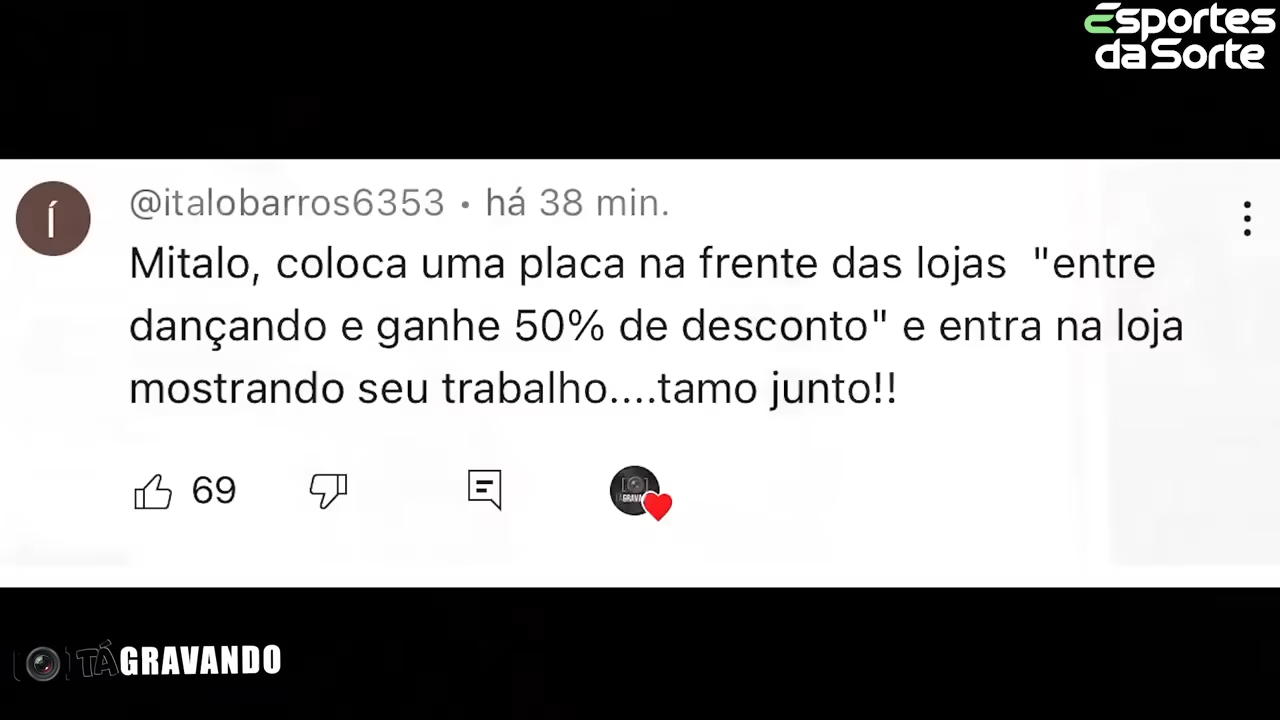 Esportes
da Sorte
Í
@italobarros6353 • há 38 min.
Mitalo, coloca uma placa na frente das lojas "entre
dançando e ganhe 50% de desconto" e entra na loja
mostrando seu trabalho....tamo junto!!
69
TÁ GRAVANDO